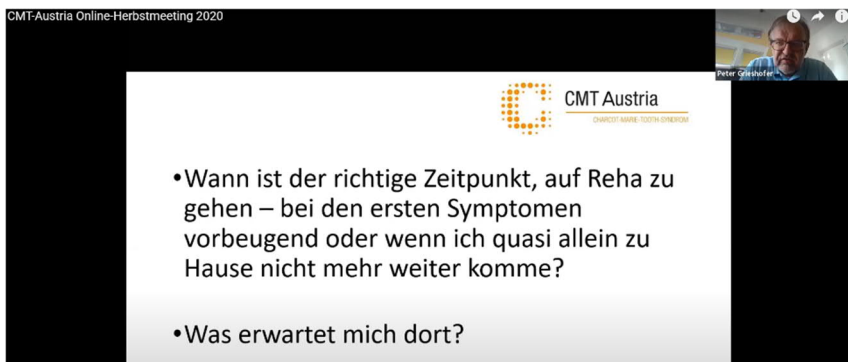 CMT-Austria Online-Herbstmeeting 2020
Peter Grieshofer
CMT Austria
CHARCOT-MARIE-TOOTH-SYNDROM
•Wann ist der richtige Zeitpunkt, auf Reha zu
gehen – bei den ersten Symptomen
vorbeugend oder wenn ich quasi allein zu
Hause nicht mehr weiter komme?
•Was erwartet mich dort?